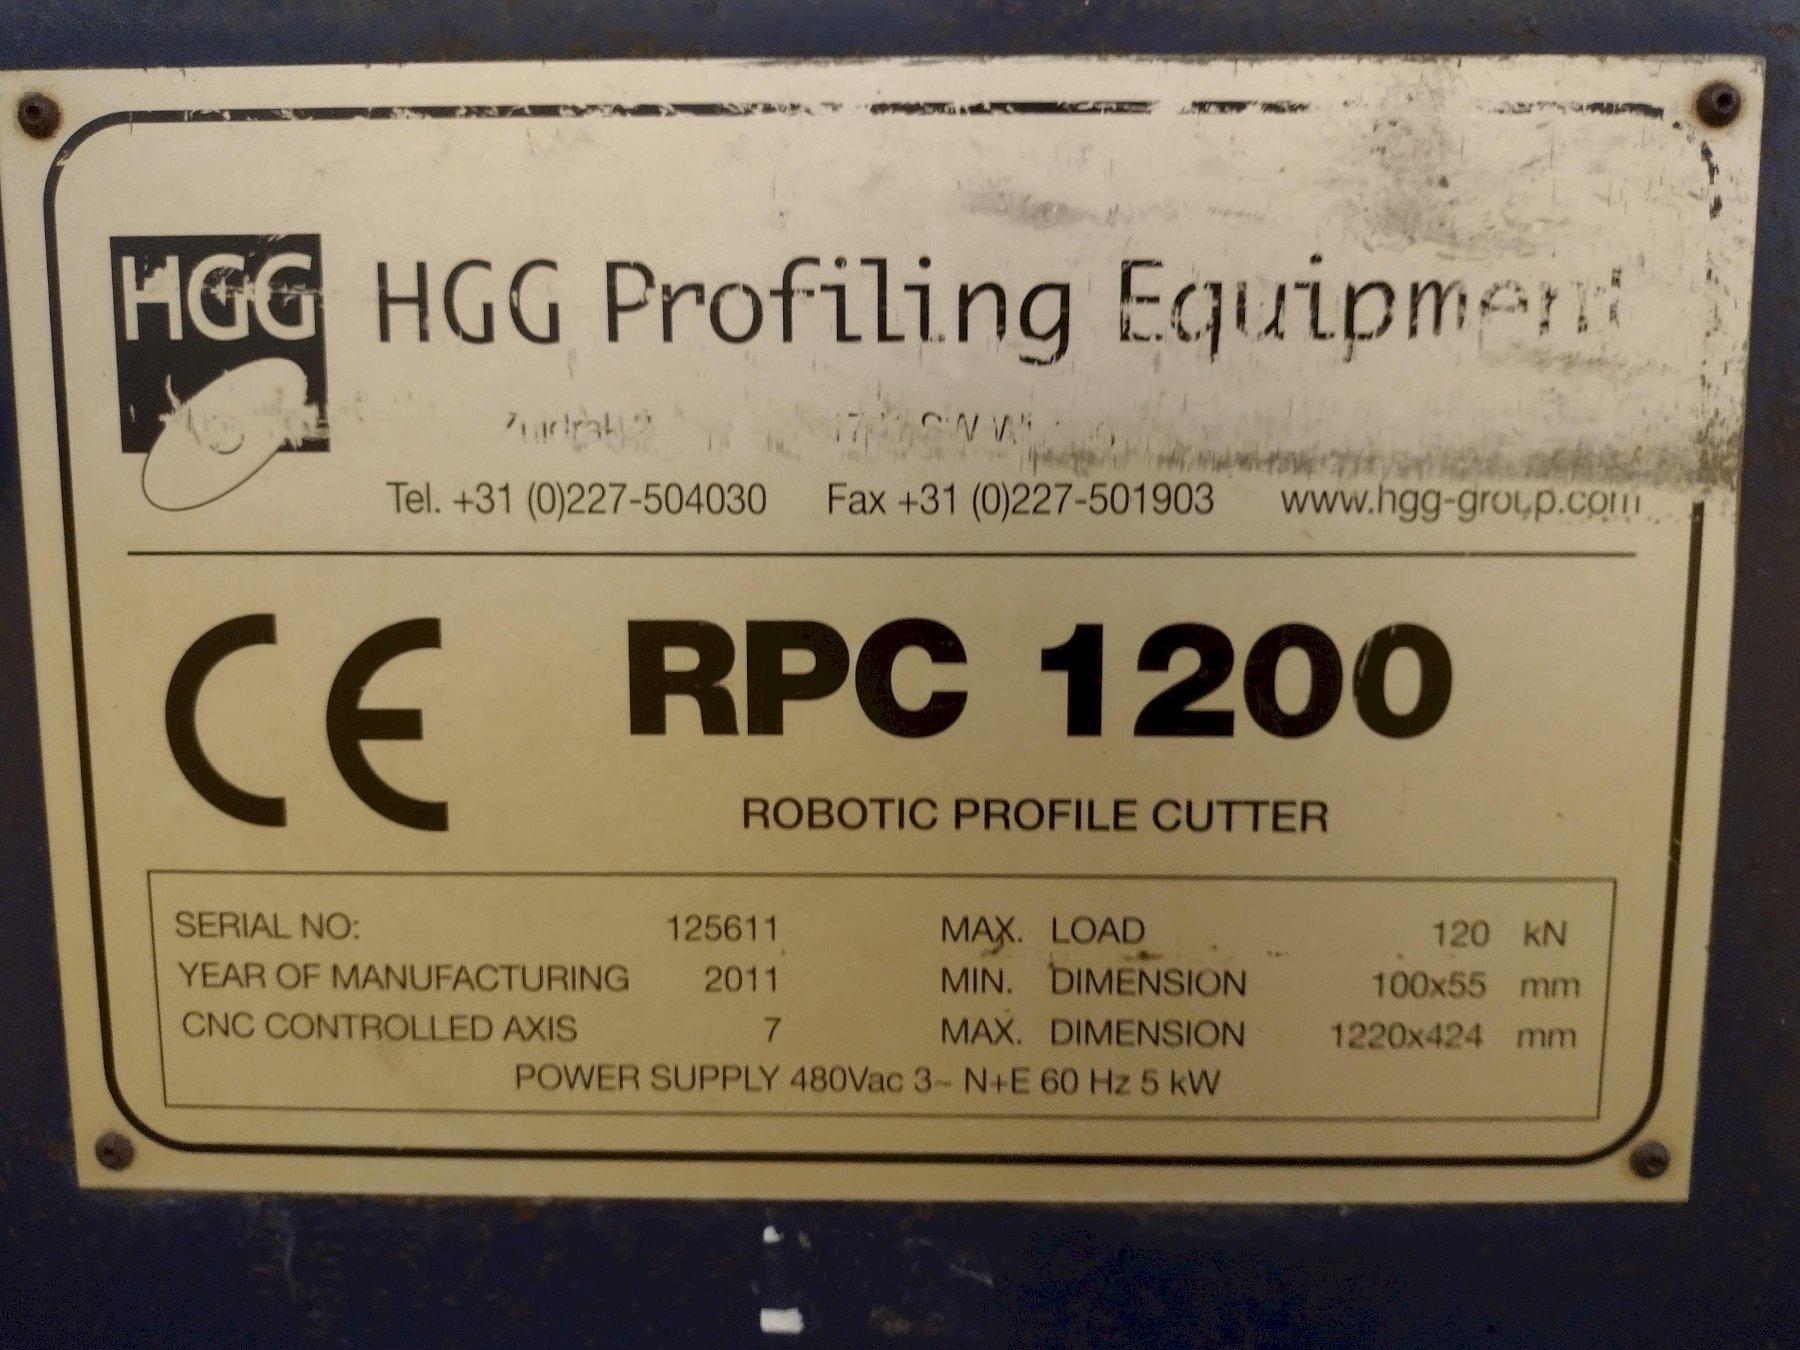 HGG
HGG Profiling Equipment
Tel. +31 (0)227-504030 Fax +31 (0)227-501903 www.hgg-group.com
CE
RPC 1200
ROBOTIC PROFILE CUTTER
SERIAL NO: 125611 MAX. LOAD 120 kN
YEAR OF MANUFACTURING 2011 MIN. DIMENSION 100x55 mm
CNC CONTROLLED AXIS 7 MAX. DIMENSION 1220x424 mm
POWER SUPPLY 480Vac 3~ N+E 60 Hz 5 kW